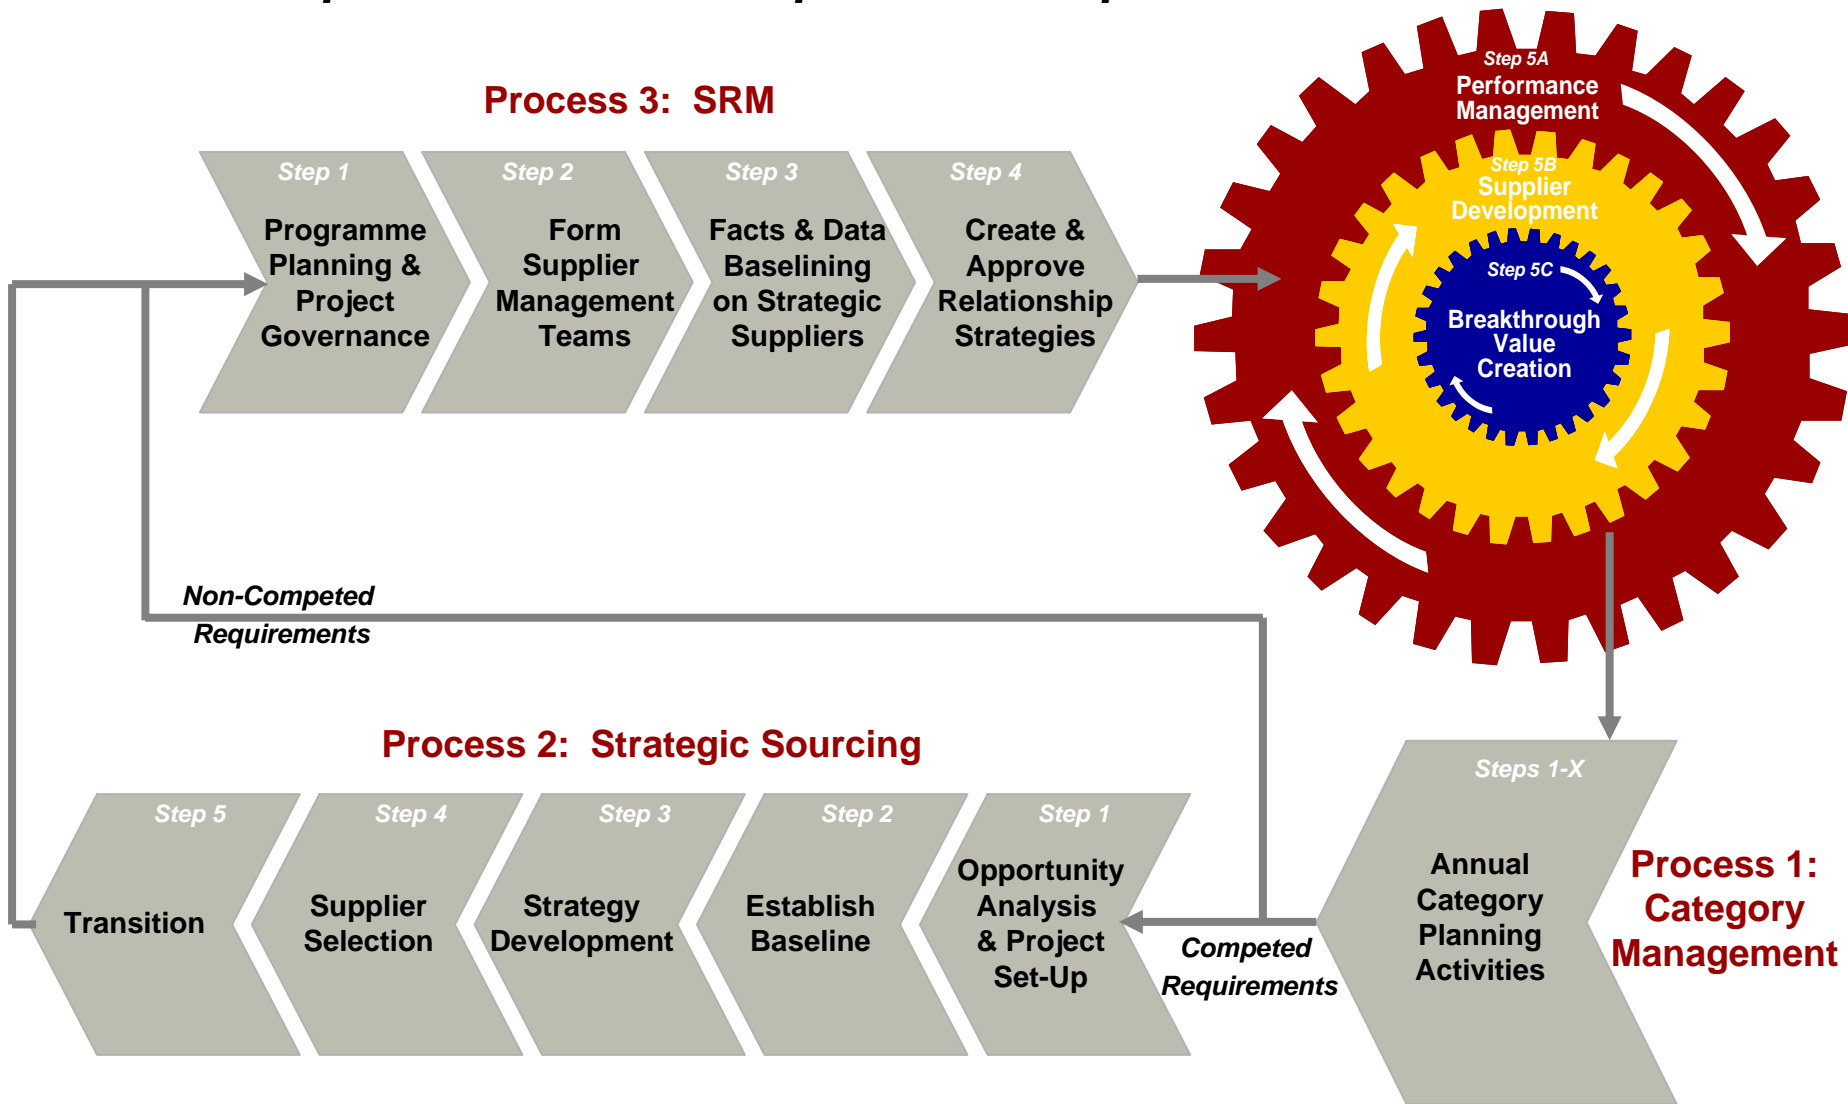 Process 3:  SRM
Step 1
Programme
Planning &
Project
Governance
Step 2
Form
Supplier
Management
Teams
Step 3
Facts & Data
Baselining
on Strategic
Suppliers
Step 4
Create &
Approve
Relationship
Strategies
Step 5A
Performance
Management
Step 5B
Supplier
Development
Step 5C
Breakthrough
Value
Creation
Non-Competed
Requirements
Process 2:  Strategic Sourcing
Step 5
Transition
Step 4
Supplier
Selection
Step 3
Strategy
Development
Step 2
Establish
Baseline
Step 1
Opportunity
Analysis
& Project
Set-Up
Competed
Requirements
Steps 1-X
Annual
Category
Planning
Activities
Process 1:
Category
Management